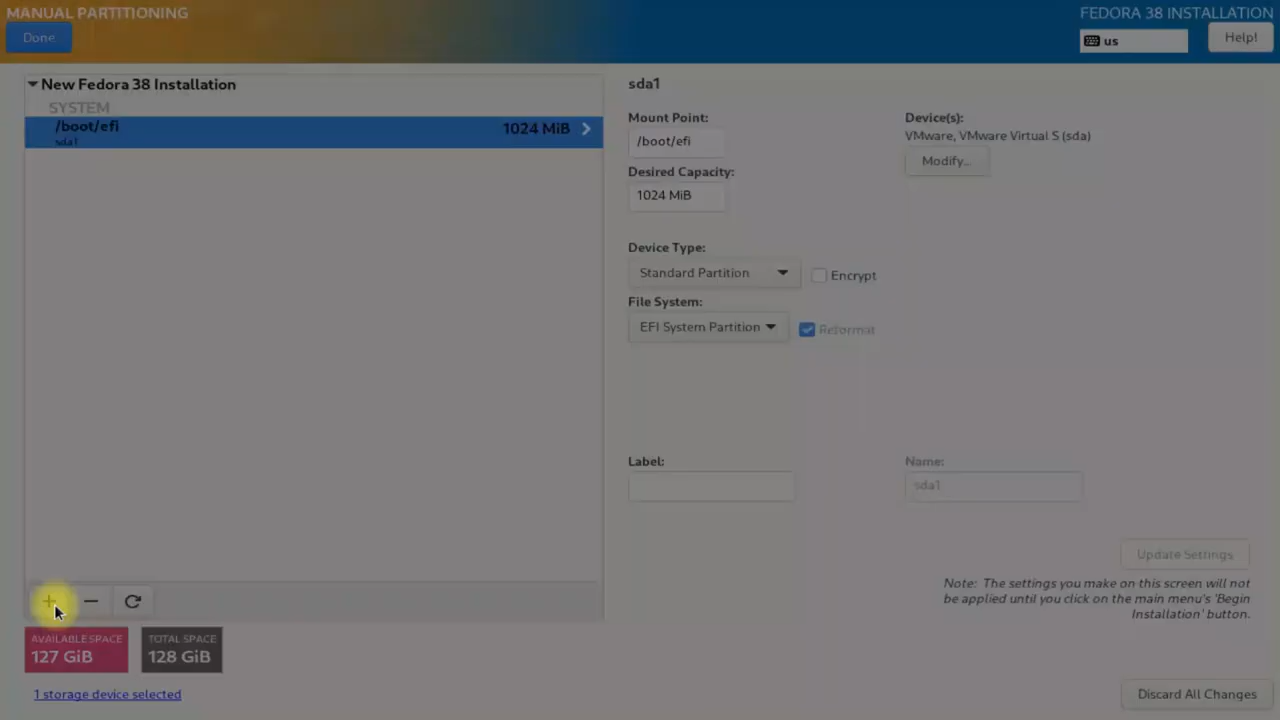 MANUAL PARTITIONING
FEDORA 38 INSTALLATION
Done
us
Help!
New Fedora 38 Installation
SYSTEM
/boot/efi
1024 MiB
sda1
sda1
Mount Point:
/boot/efi
Device(s):
VMware, VMware Virtual S (sda)
Modify...
Desired Capacity:
1024 MiB
Device Type:
Standard Partition
Encrypt
File System:
EFI System Partition
Reformat
Label:
Name:
sda1
Update Settings
Note: The settings you make on this screen will not
be applied until you click on the main menu's 'Begin
Installation' button.
AVAILABLE SPACE
127 GiB
TOTAL SPACE
128 GiB
1 storage device selected
Discard All Changes